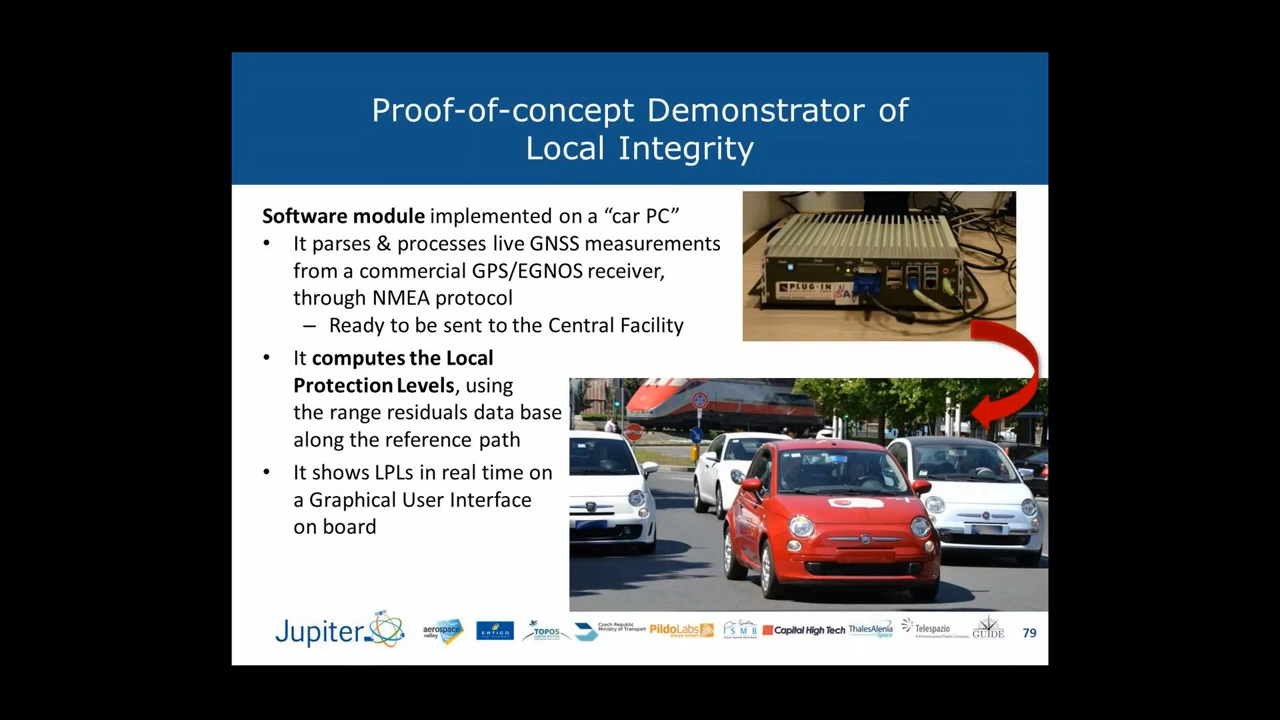 Proof-of-concept Demonstrator of
Local Integrity
Software module implemented on a “car PC”
• It parses & processes live GNSS measurements
from a commercial GPS/EGNOS receiver,
through NMEA protocol
– Ready to be sent to the Central Facility
• It computes the Local
Protection Levels, using
the range residuals data base
along the reference path
• It shows LPLs in real time on
a Graphical User Interface
on board
PLUG-IN
Jupiter
aerospace
valley
ERTICO
TOPOS
Czech Republic
Ministry of Transport
PildoLabs
ISMB
Capital High Tech
ThalesAlenia
Space
Telespazio
GUIDE
79